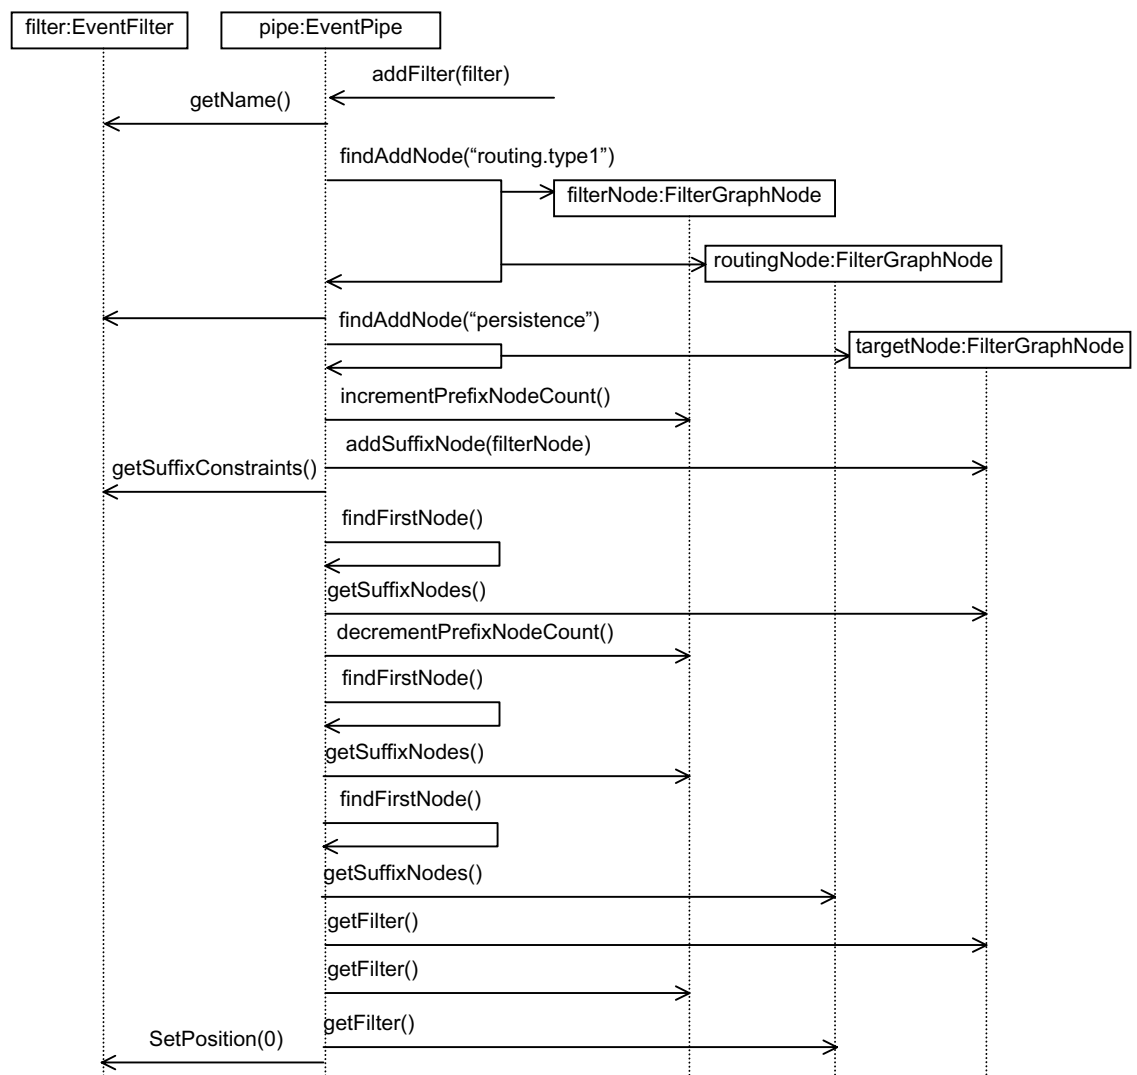 filter:EventFilter
pipe:EventPipe
addFilter(filter)
getName()
findAddNode(“routing.type1”)
filterNode:FilterGraphNode
routingNode:FilterGraphNode
findAddNode(“persistence”)
targetNode:FilterGraphNode
incrementPrefixNodeCount()
addSuffixNode(filterNode)
getSuffixConstraints()
findFirstNode()
getSuffixNodes()
decrementPrefixNodeCount()
findFirstNode()
getSuffixNodes()
findFirstNode()
getSuffixNodes()
getFilter()
getFilter()
getFilter()
SetPosition(0)